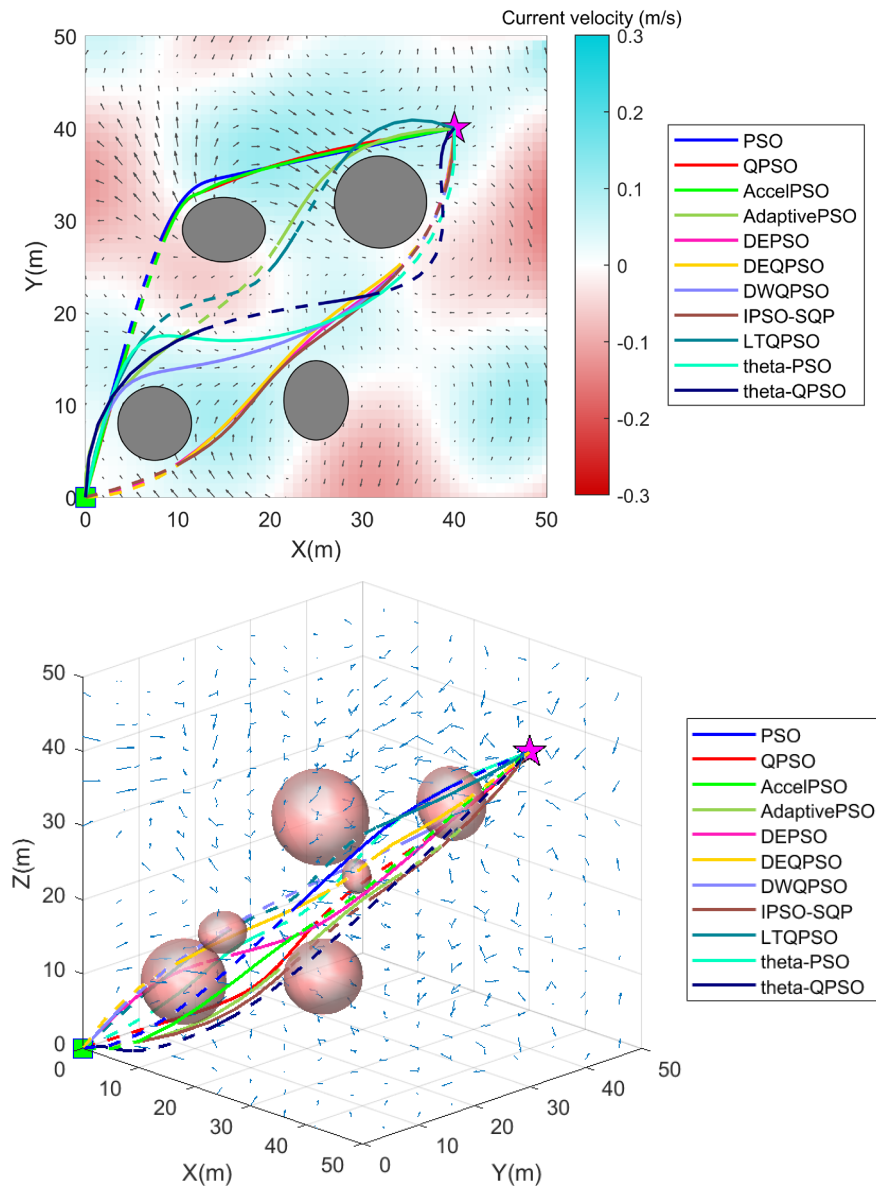 Current velocity (m/s)
50
40
30
20
10
0
Y(m)
0
10
20
30
40
50
X(m)
0.3
0.2
0.1
0
-0.1
-0.2
-0.3
PSO
QPSO
AccelPSO
AdaptivePSO
DEPSO
DEQPSO
DWQPSO
IPSO-SQP
LTQPSO
theta-PSO
theta-QPSO
50
40
30
20
10
0
Z(m)
0
10
20
30
40
50
X(m)
0
10
20
30
40
50
Y(m)
PSO
QPSO
AccelPSO
AdaptivePSO
DEPSO
DEQPSO
DWQPSO
IPSO-SQP
LTQPSO
theta-PSO
theta-QPSO